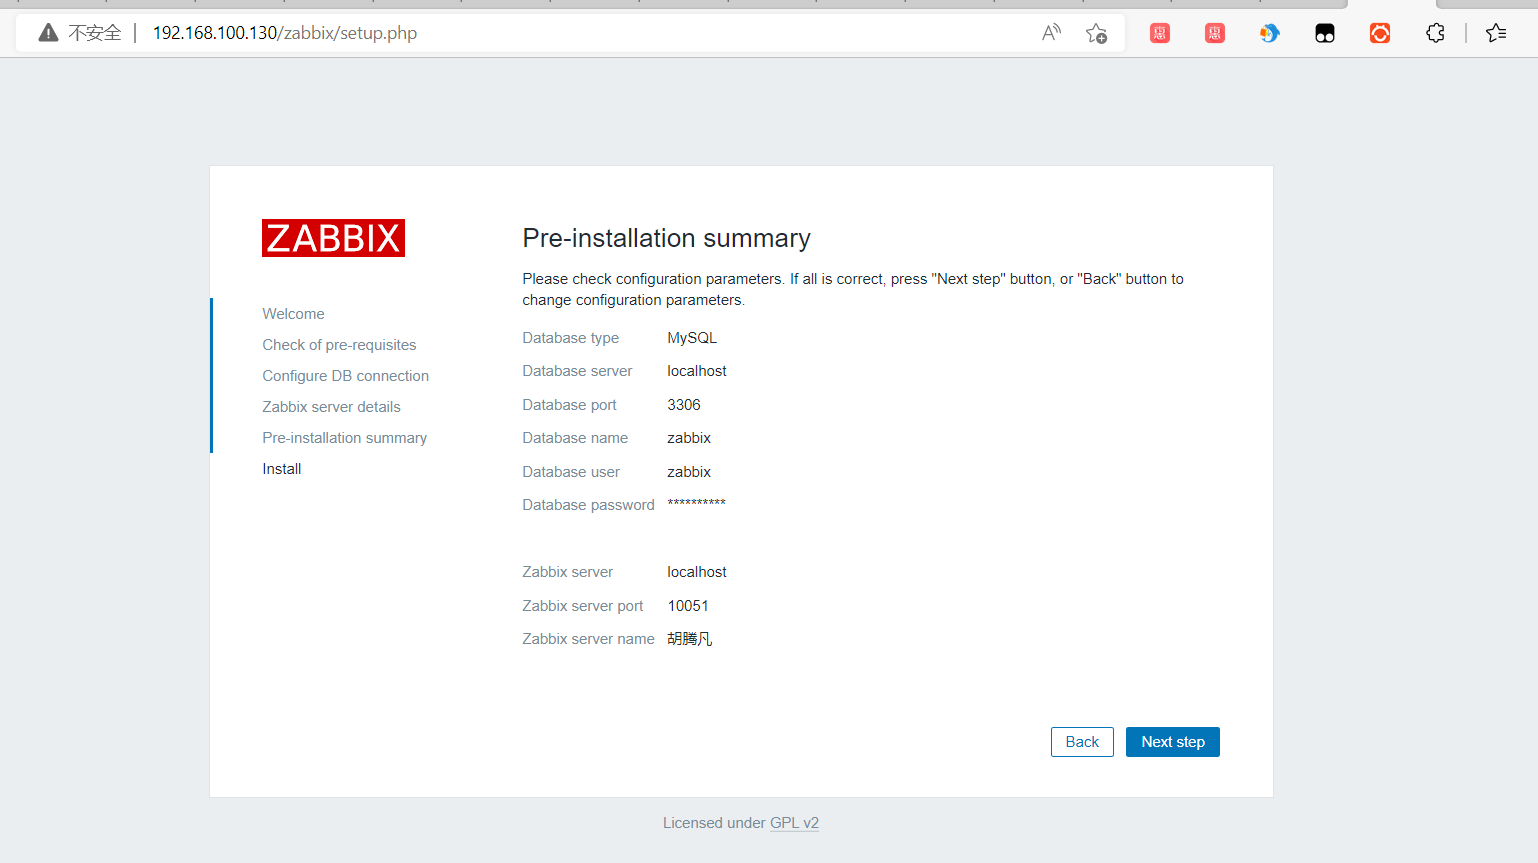 不安全 192.168.100.130/zabbix/setup.php
ZABBIX
Welcome
Check of pre-requisites
Configure DB connection
Zabbix server details
Pre-installation summary
Install
Pre-installation summary
Please check configuration parameters. If all is correct, press "Next step" button, or "Back" button to
change configuration parameters.
Database type MySQL
Database server localhost
Database port 3306
Database name zabbix
Database user zabbix
Database password **********
Zabbix server localhost
Zabbix server port 10051
Zabbix server name 胡腾凡
Back Next step
Licensed under GPL v2